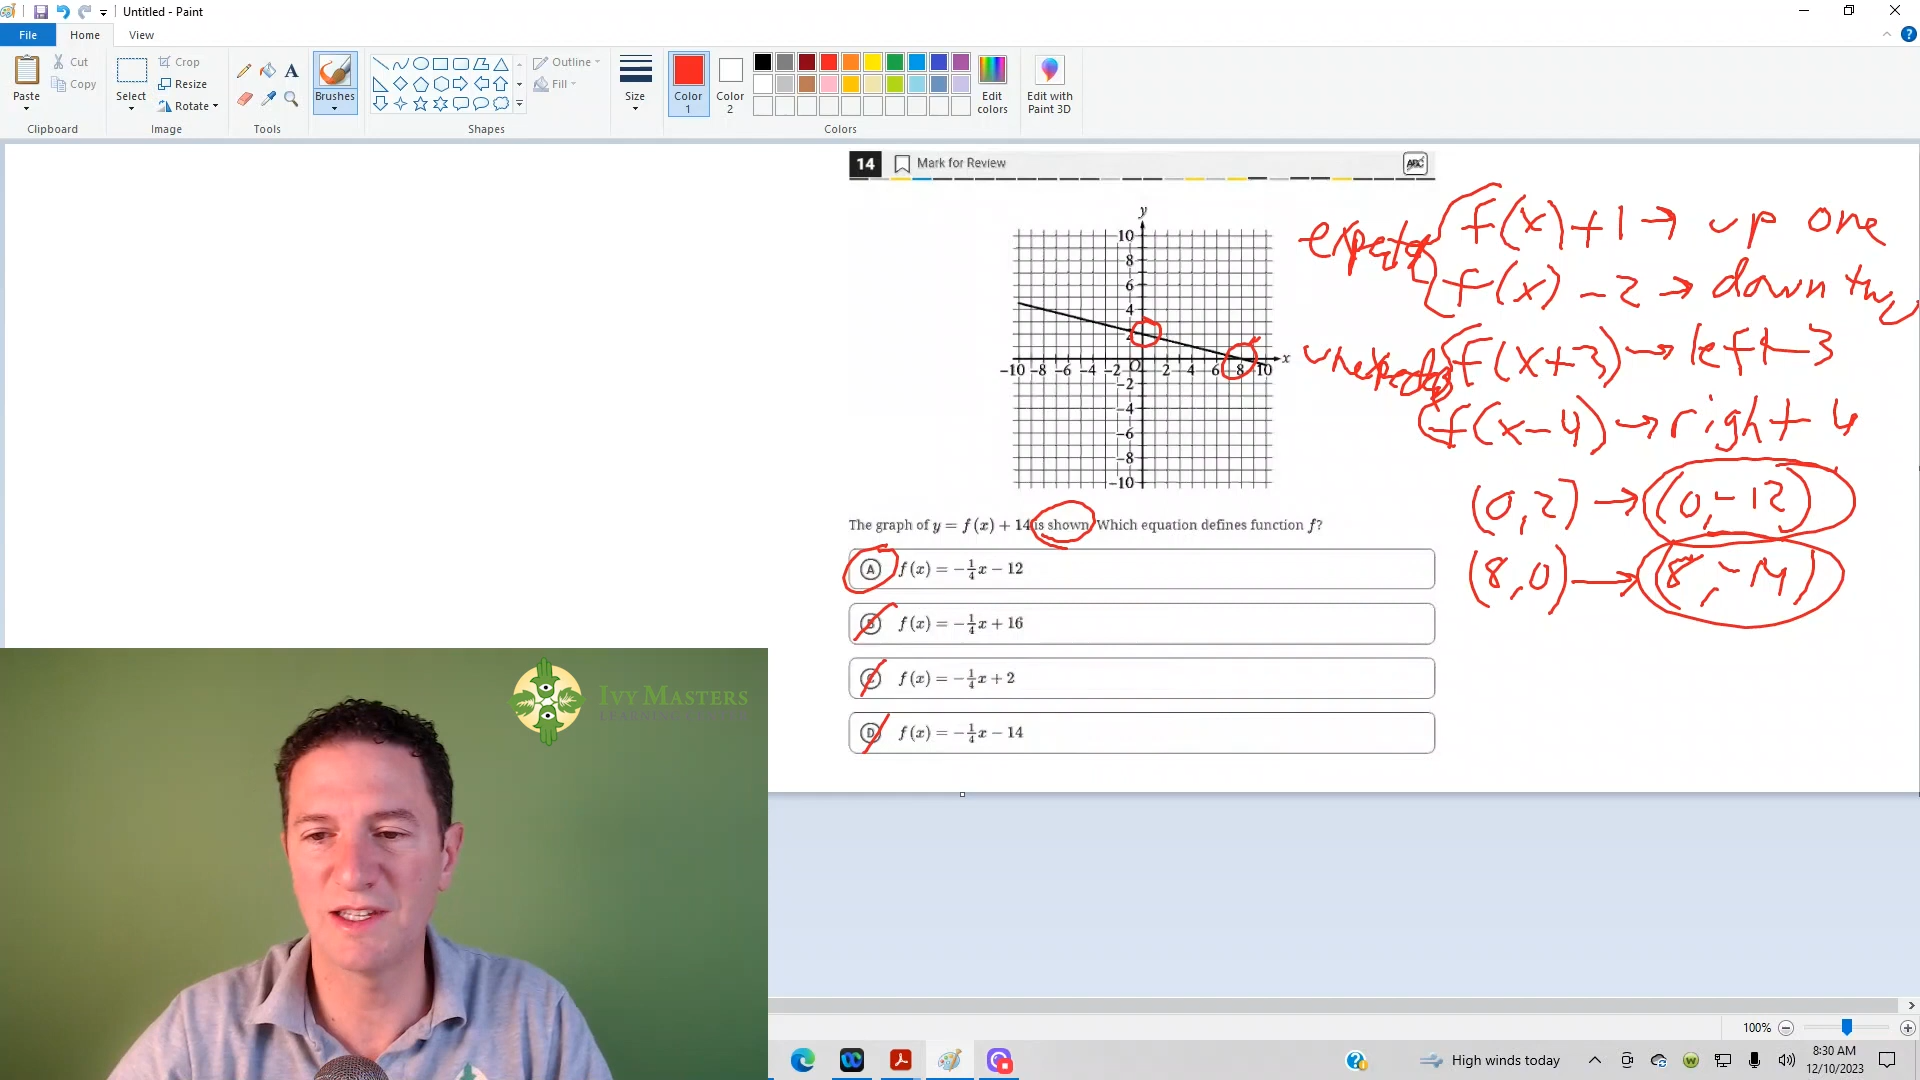 Untitled - Paint
File Home View
Paste
Cut
Copy
Clipboard
Select
Crop
Resize
Rotate
Image
A
Tools
Brushes
Shapes
Outline
Fill
Size
Color 1
Color 2
Colors
Edit colors
Edit with Paint 3D
14 Mark for Review ABC
y
10
8
6
4
-10 -8 -6 -4 -2 O 2 4 6 8 10 x
-2
-4
-6
-8
-10
The graph of y = f (x) + 14 is shown. Which equation defines function f?
A f (x) = −1/4x − 12
B f (x) = −1/4x + 16
C f (x) = −1/4x + 2
D f (x) = −1/4x − 14
f(x)+1 → up one
f(x) -2 → down
f(x+3) → left 3
f(x-4) → right 4
(0,2) → (0,-12)
(8,0) → (8,-14)
IVY MASTERS
LEARNING CENTER
100%
High winds today
8:30 AM
12/10/2023